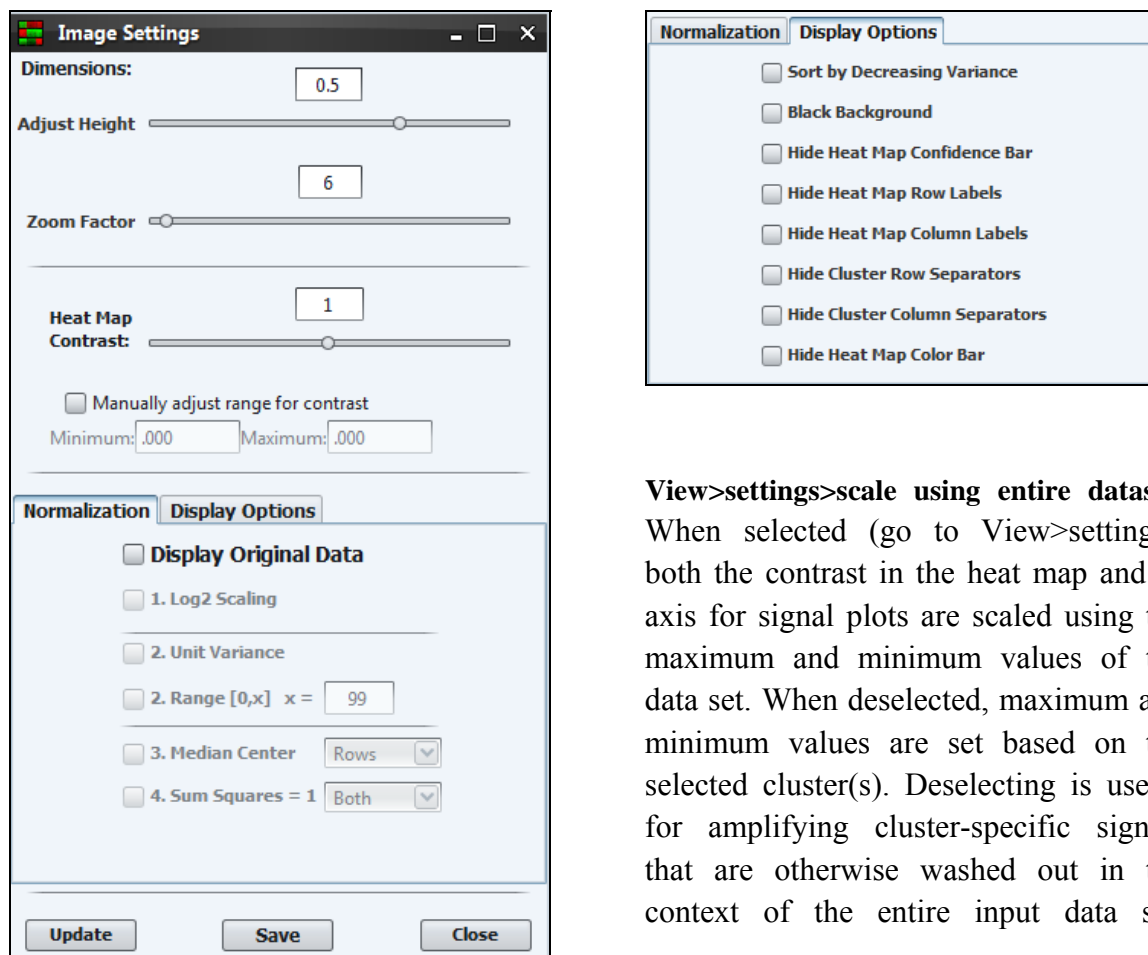 Image Settings
Dimensions:
0.5
Adjust Height
6
Zoom Factor
1
Heat Map
Contrast:
Manually adjust range for contrast
Minimum: .000 Maximum: .000
Normalization Display Options
Display Original Data
1. Log2 Scaling
2. Unit Variance
2. Range [0,x] x = 99
3. Median Center Rows
4. Sum Squares = 1 Both
Update Save Close
Normalization Display Options
Sort by Decreasing Variance
Black Background
Hide Heat Map Confidence Bar
Hide Heat Map Row Labels
Hide Heat Map Column Labels
Hide Cluster Row Separators
Hide Cluster Column Separators
Hide Heat Map Color Bar
View>settings>scale using entire
When selected (go to
both the contrast in the heat map and
axis for signal plots are scaled using
maximum and minimum values of
data set. When deselected, maximum
minimum values are set based on
selected cluster(s). Deselecting is
for amplifying cluster-specific
that are otherwise washed out in
context of the entire input data